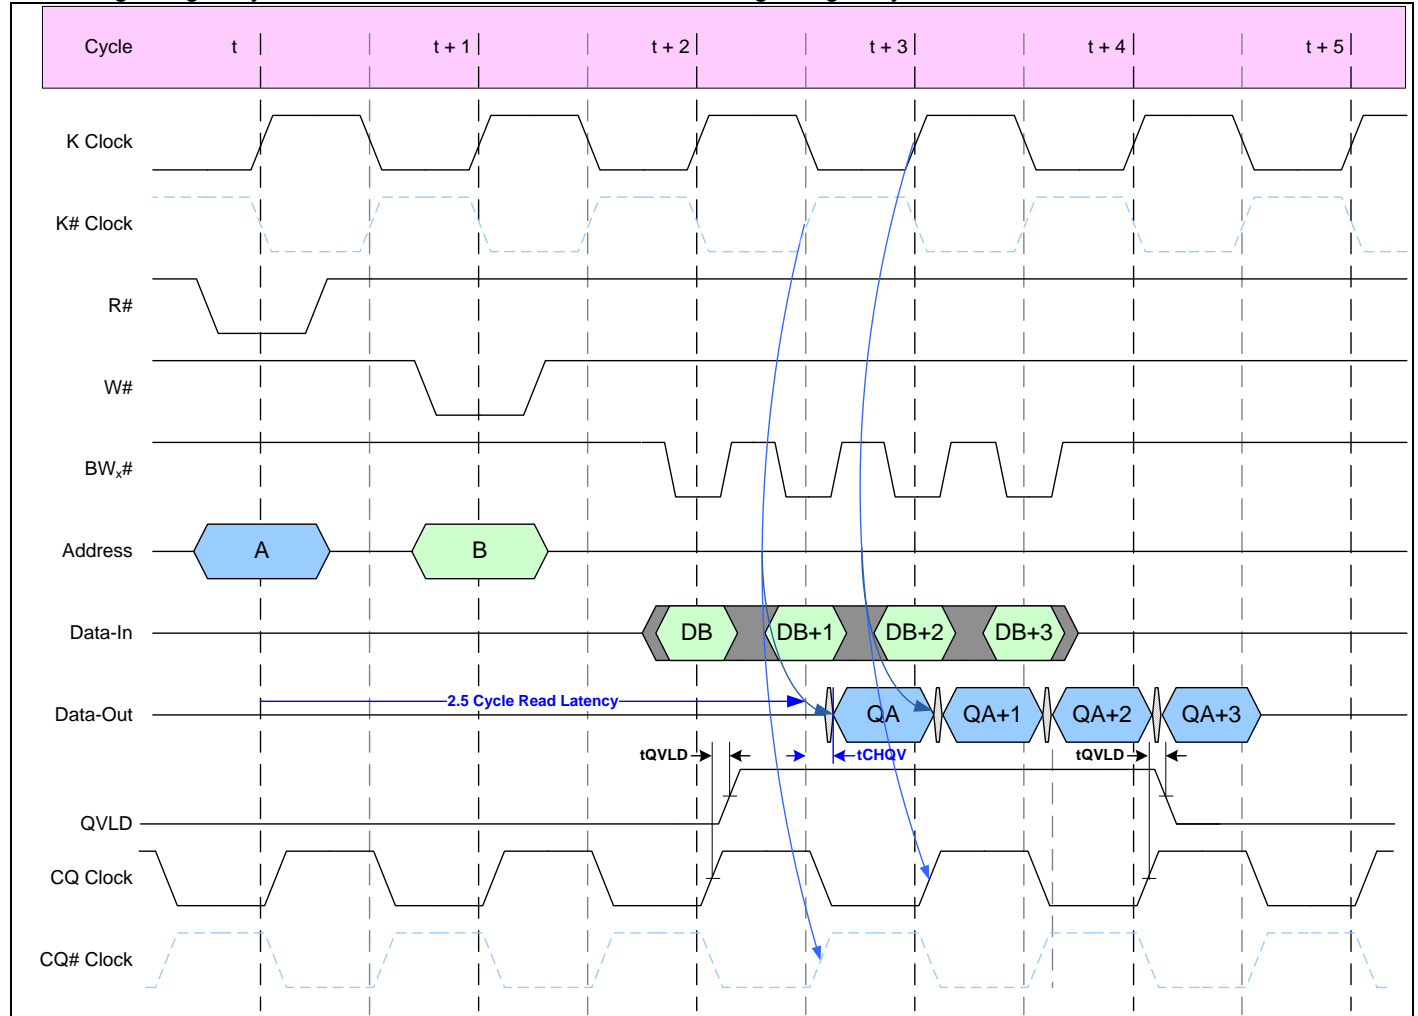 Cycle t t + 1 t + 2 t + 3 t + 4 t + 5
K Clock
K# Clock
R#
W#
BWx#
Address A B
Data-In DB DB+1 DB+2 DB+3
2.5 Cycle Read Latency
Data-Out QA QA+1 QA+2 QA+3
tQVLD tCHQV tQVLD
QVLD
CQ Clock
CQ# Clock